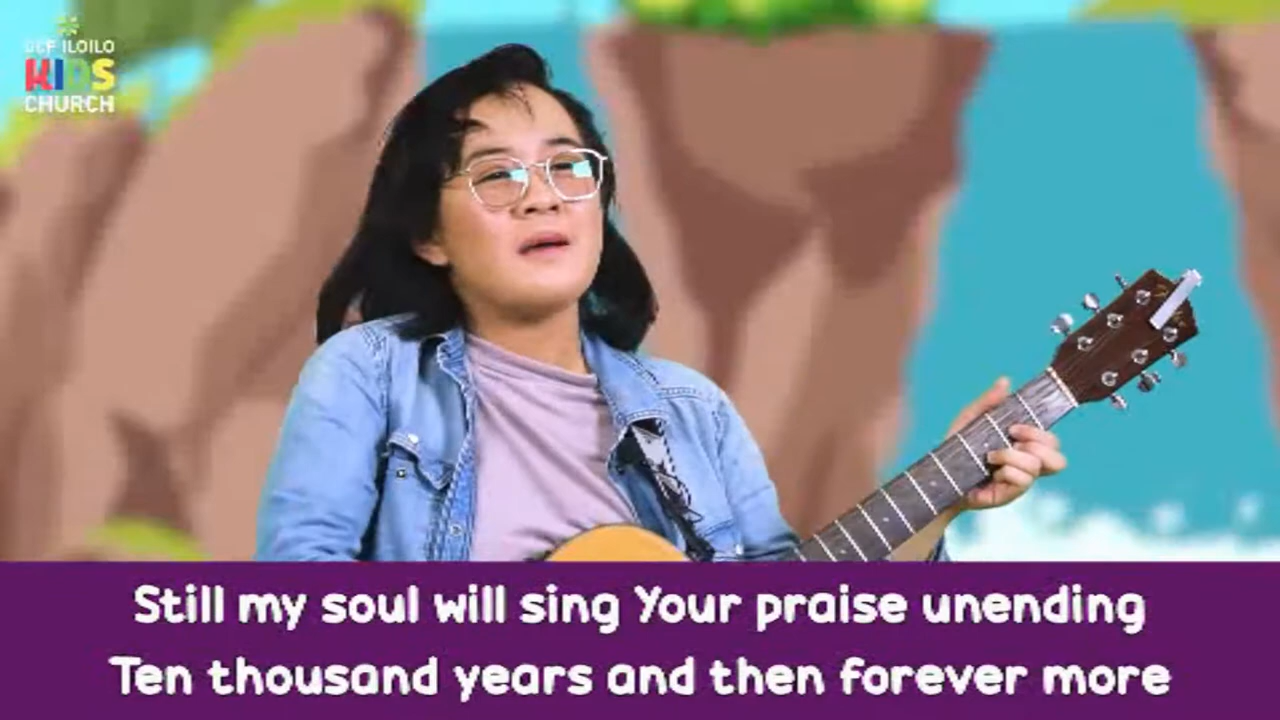 KIDS
CHURCH
Still my soul will sing Your praise unending
Ten thousand years and then forever more